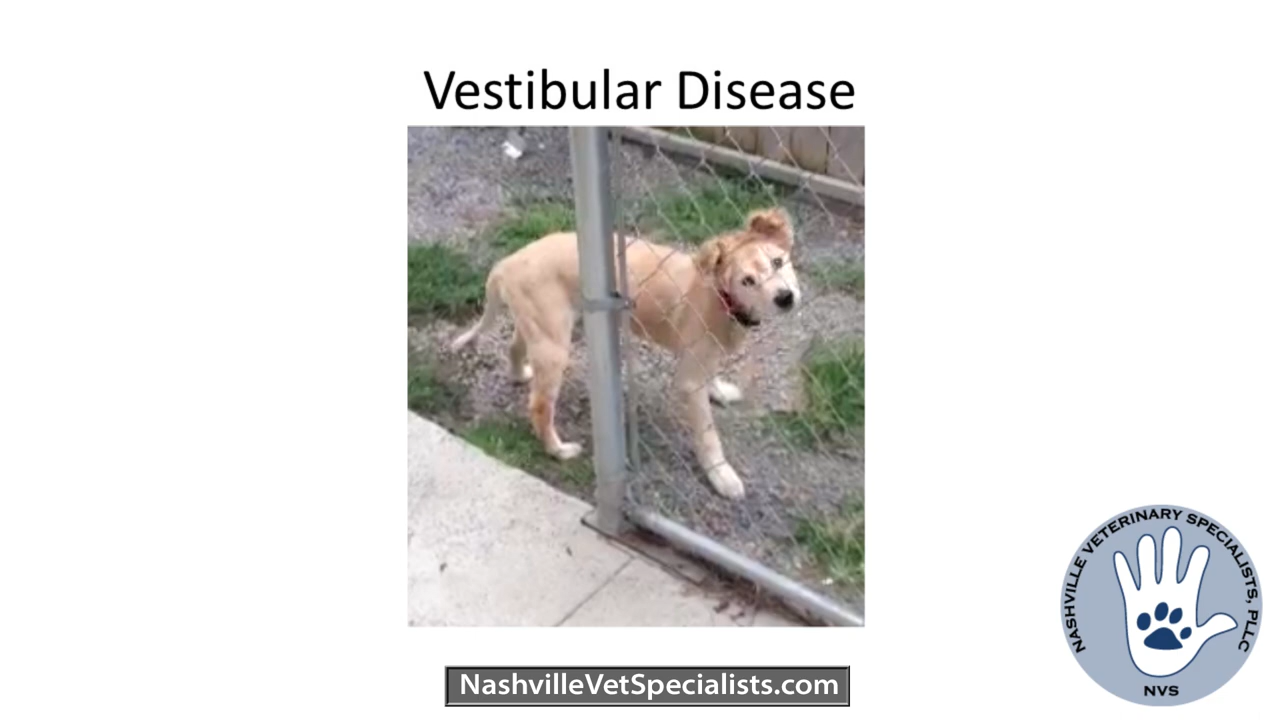 Vestibular Disease
NASHVILLE VETERINARY SPECIALISTS, PLLC
NVS
NashvilleVetSpecialists.com